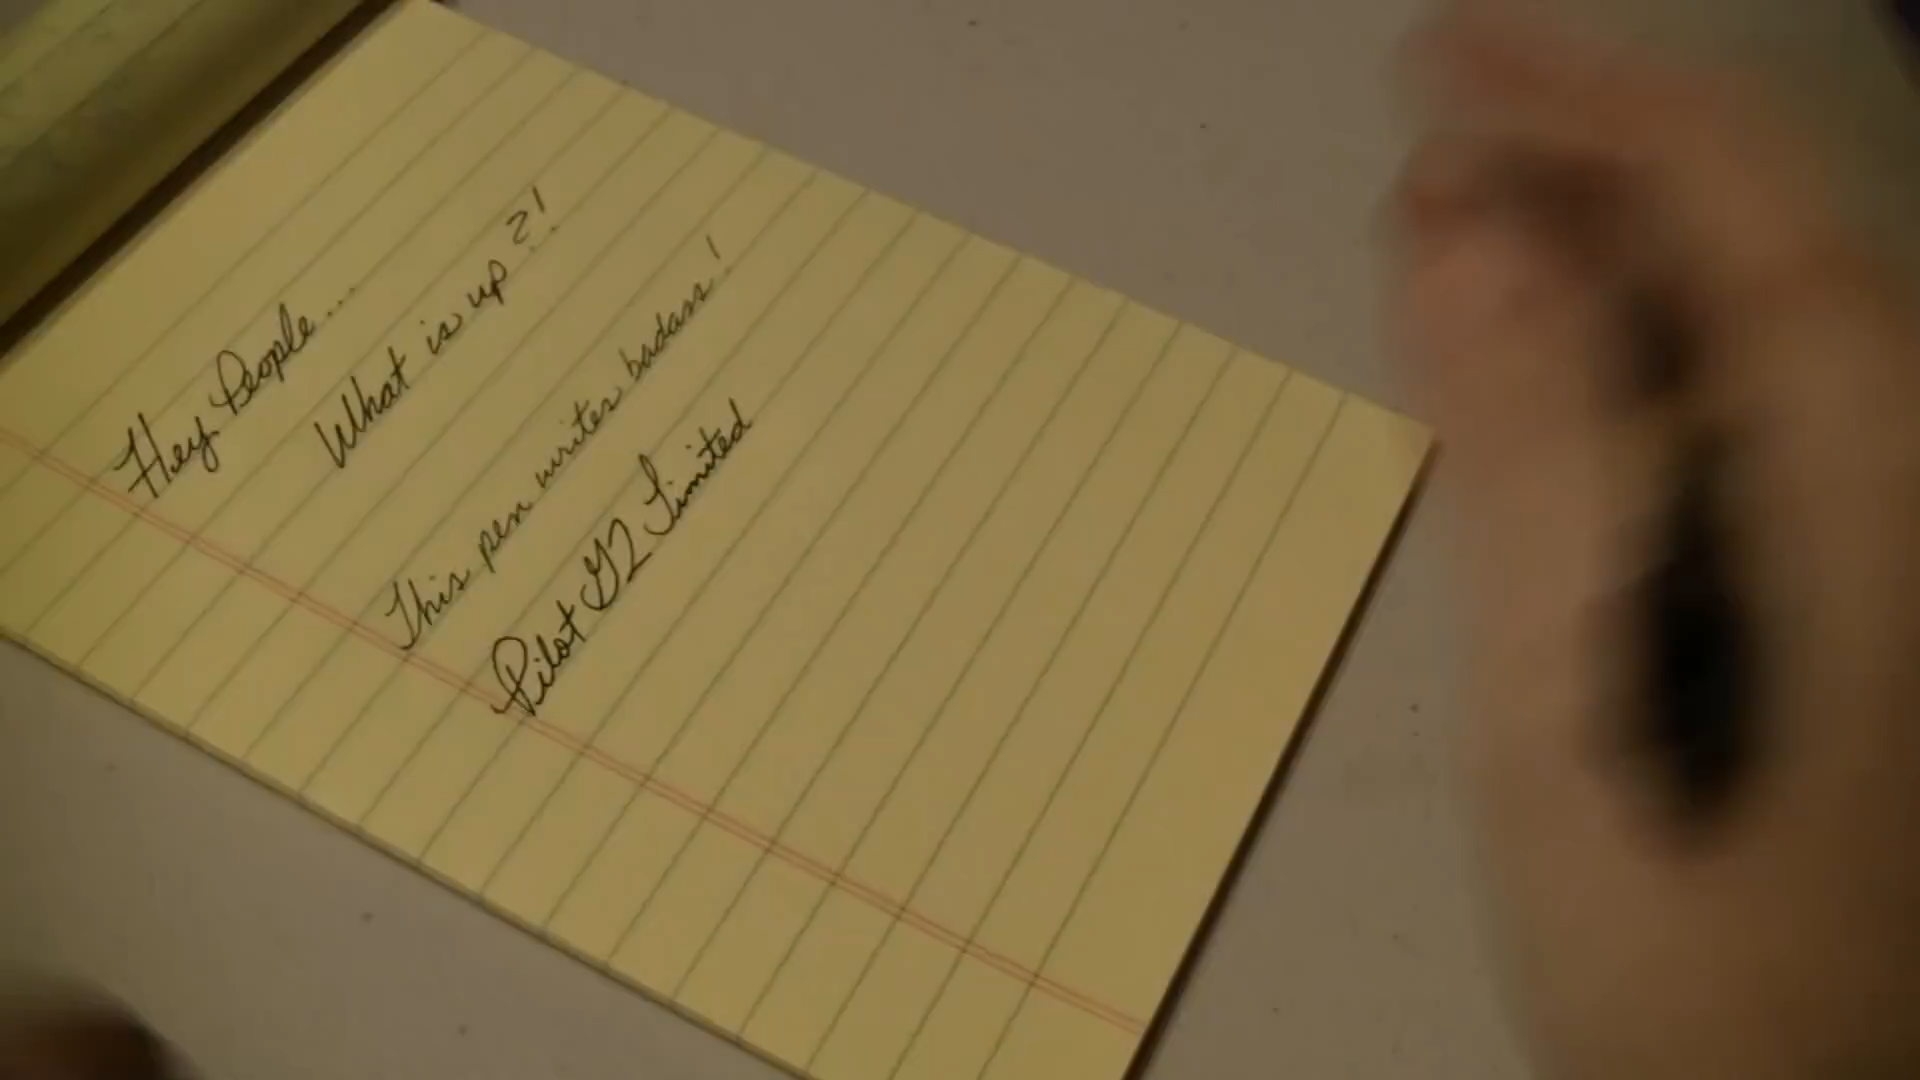 Hey People...
What is up?!
This pen writes badass!
Pilot G2 Limited